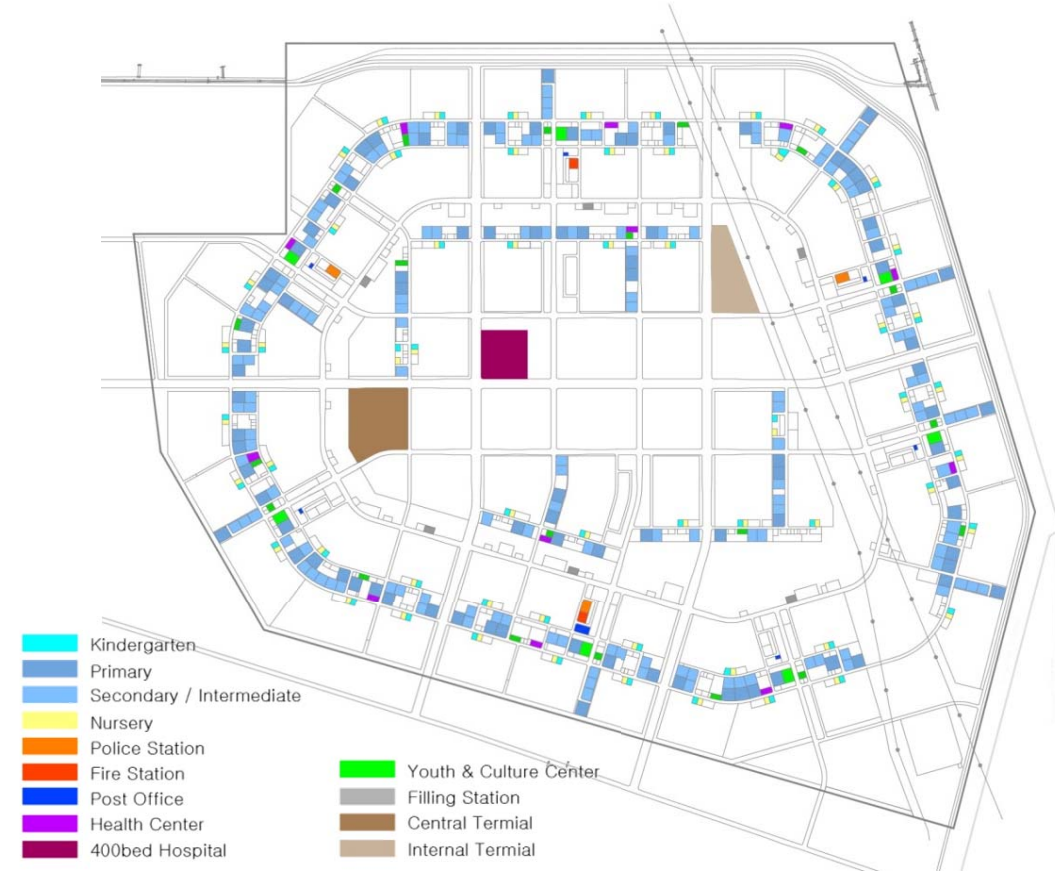 Kindergarten
Primary
Secondary / Intermediate
Nursery
Police Station
Fire Station
Post Office
Health Center
400bed Hospital
Youth & Culture Center
Filling Station
Central Termial
Internal Termial